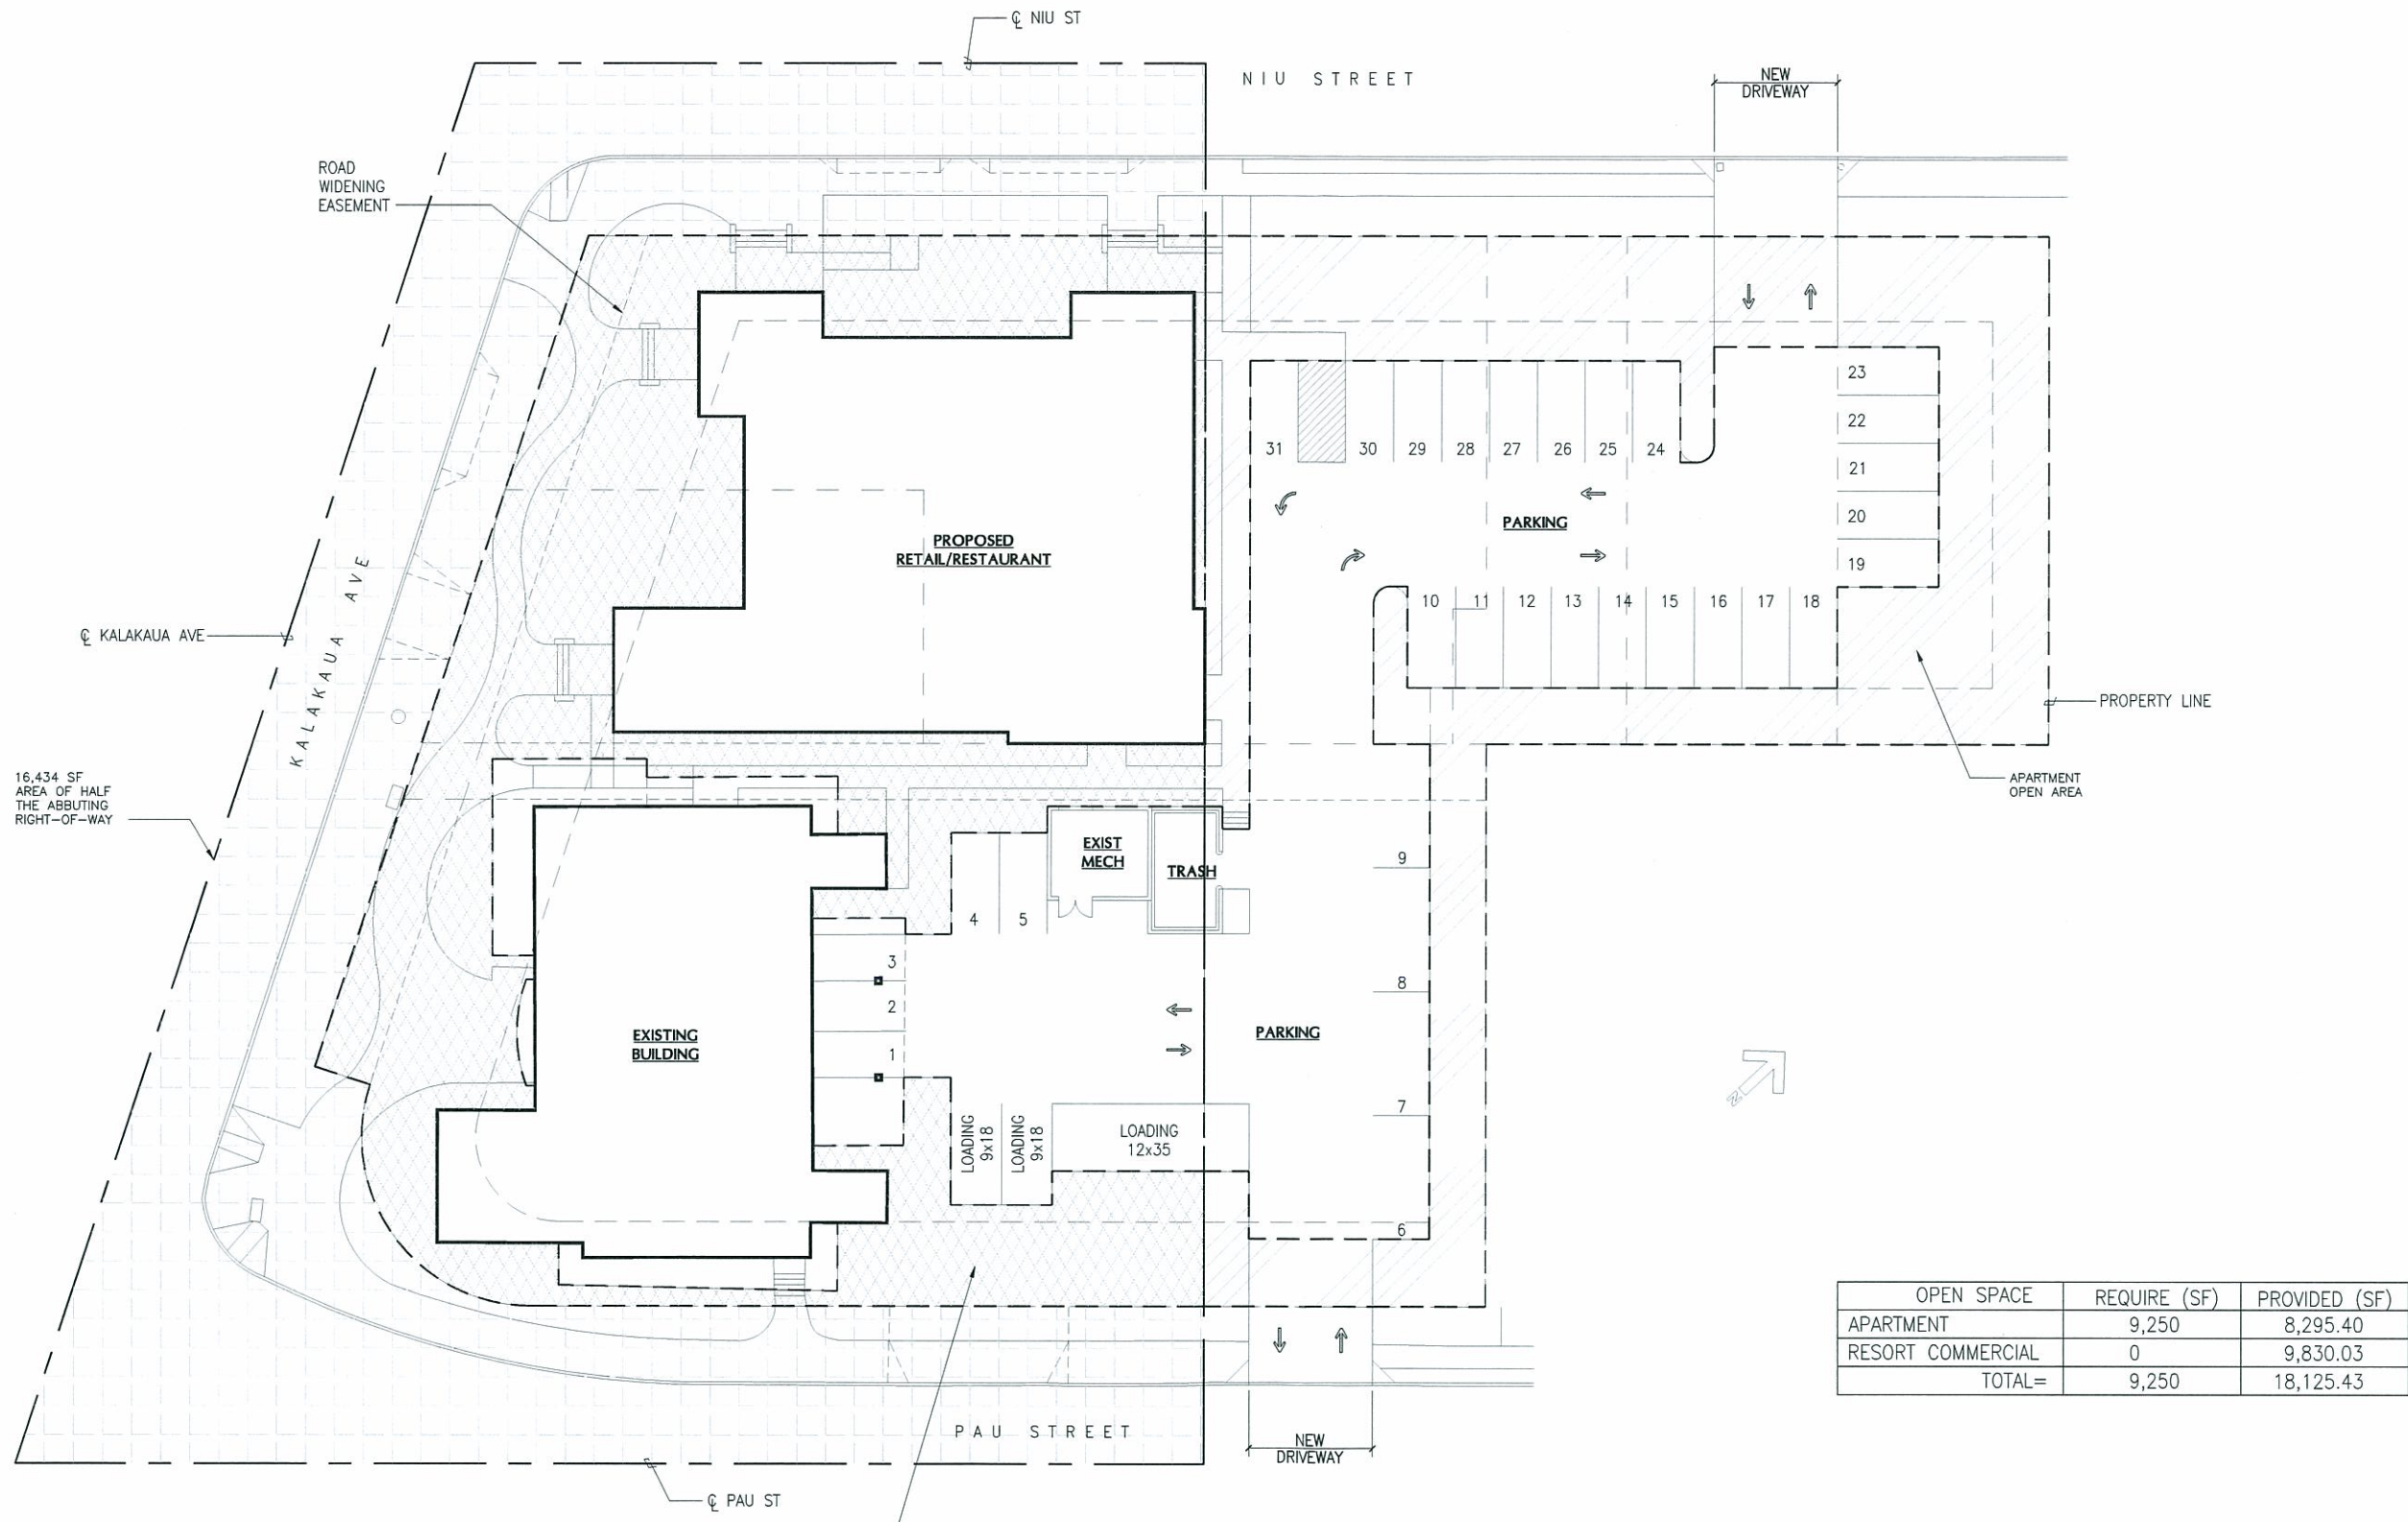 ℄ NIU ST
NIU STREET
NEW
DRIVEWAY
ROAD
WIDENING
EASEMENT
23
22
21
20
19
31
30
29
28
27
26
25
24
PARKING
10
11
12
13
14
15
16
17
18
PROPOSED
RETAIL/RESTAURANT
KALAKAUA AVE
℄ KALAKAUA AVE
PROPERTY LINE
APARTMENT
OPEN AREA
16,434 SF
AREA OF HALF
THE ABBUTING
RIGHT-OF-WAY
EXIST
MECH
TRASH
4
5
9
8
7
6
3
2
1
EXISTING
BUILDING
PARKING
LOADING
9x18
LOADING
9x18
LOADING
12x35
N
OPEN SPACE REQUIRE (SF) PROVIDED (SF)
APARTMENT 9,250 8,295.40
RESORT COMMERCIAL 0 9,830.03
TOTAL= 9,250 18,125.43
PAU STREET
NEW
DRIVEWAY
℄ PAU ST